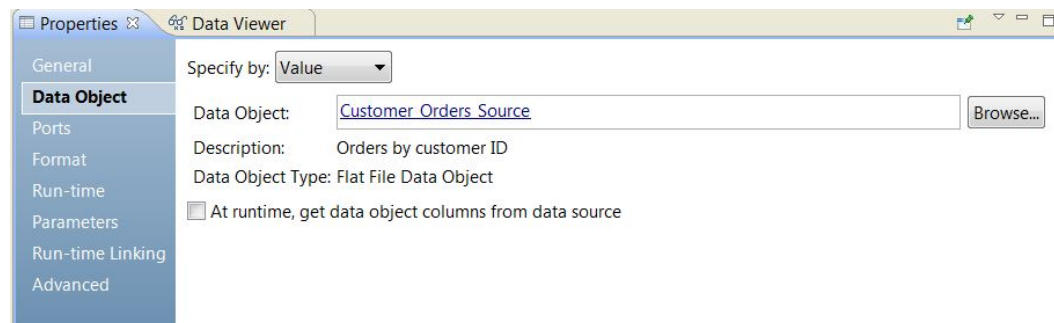 Properties Data Viewer
General
Data Object
Ports
Format
Run-time
Parameters
Run-time Linking
Advanced
Specify by: Value
Data Object: Customer_Orders_Source Browse...
Description: Orders by customer ID
Data Object Type: Flat File Data Object
At runtime, get data object columns from data source